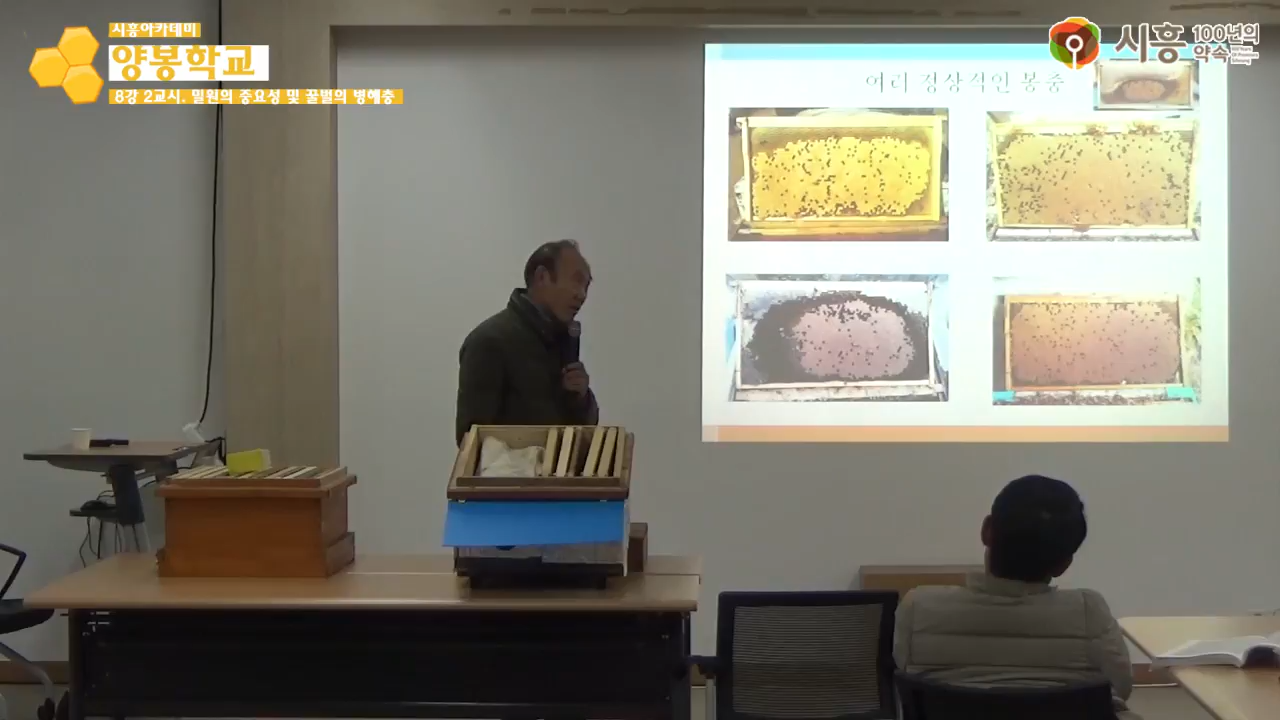 시흥아카데미
양봉학교
8강 2교시. 밀원의 중요성 및 꿀벌의 병해충
시흥
100년의
약속
여러 정상적인 봉충